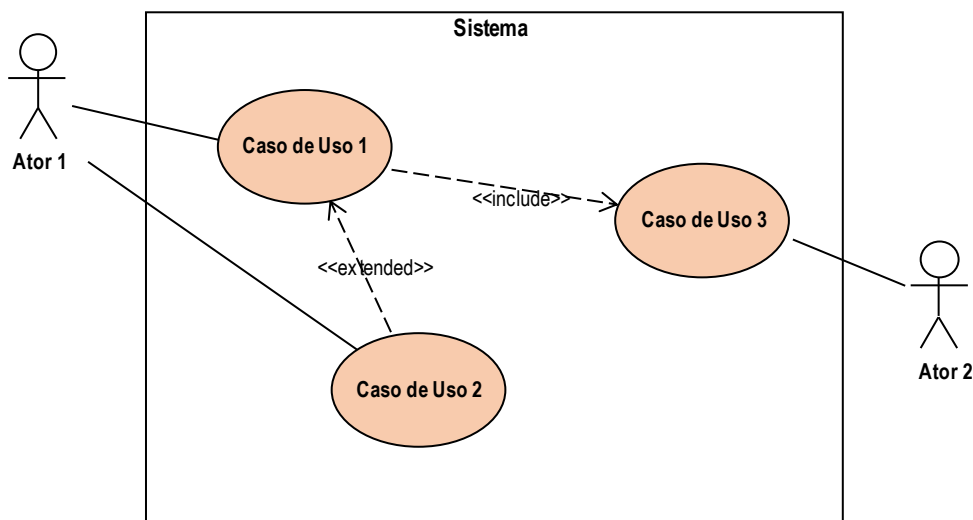 Sistema
Ator 1
Caso de Uso 1
<<include>>
Caso de Uso 3
<<extended>>
Ator 2
Caso de Uso 2